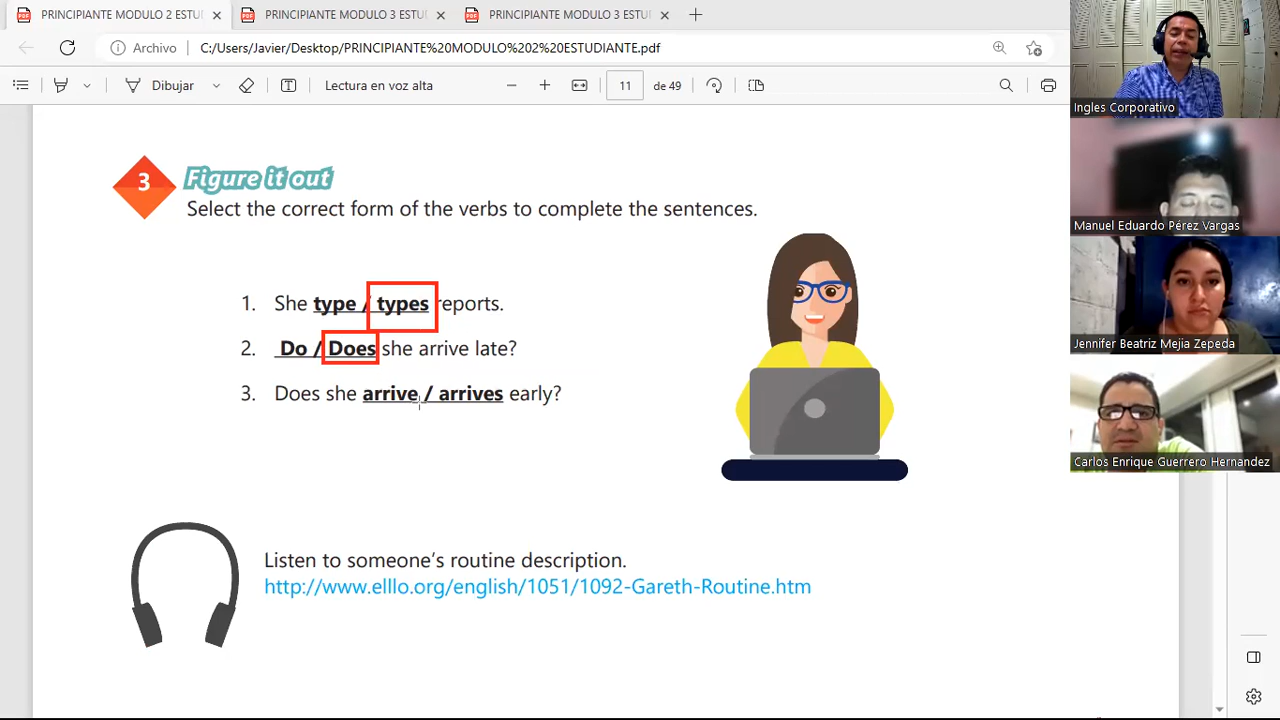 PRINCIPIANTE MODULO 2 ESTUD
PRINCIPIANTE MODULO 3 ESTUD
PRINCIPIANTE MODULO 3 ESTUD
Archivo
C:/Users/Javier/Desktop/PRINCIPIANTE%20MODULO%202%20ESTUDIANTE.pdf
Dibujar
Lectura en voz alta
11 de 49
3 Figure it out
Select the correct form of the verbs to complete the sentences.
1. She type / types reports.
2. Do / Does she arrive late?
3. Does she arrive / arrives early?
Listen to someone’s routine description.
http://www.elllo.org/english/1051/1092-Gareth-Routine.htm
Ingles Corporativo
Manuel Eduardo Pérez Vargas
Jennifer Beatriz Mejia Zepeda
Carlos Enrique Guerrero Hernandez